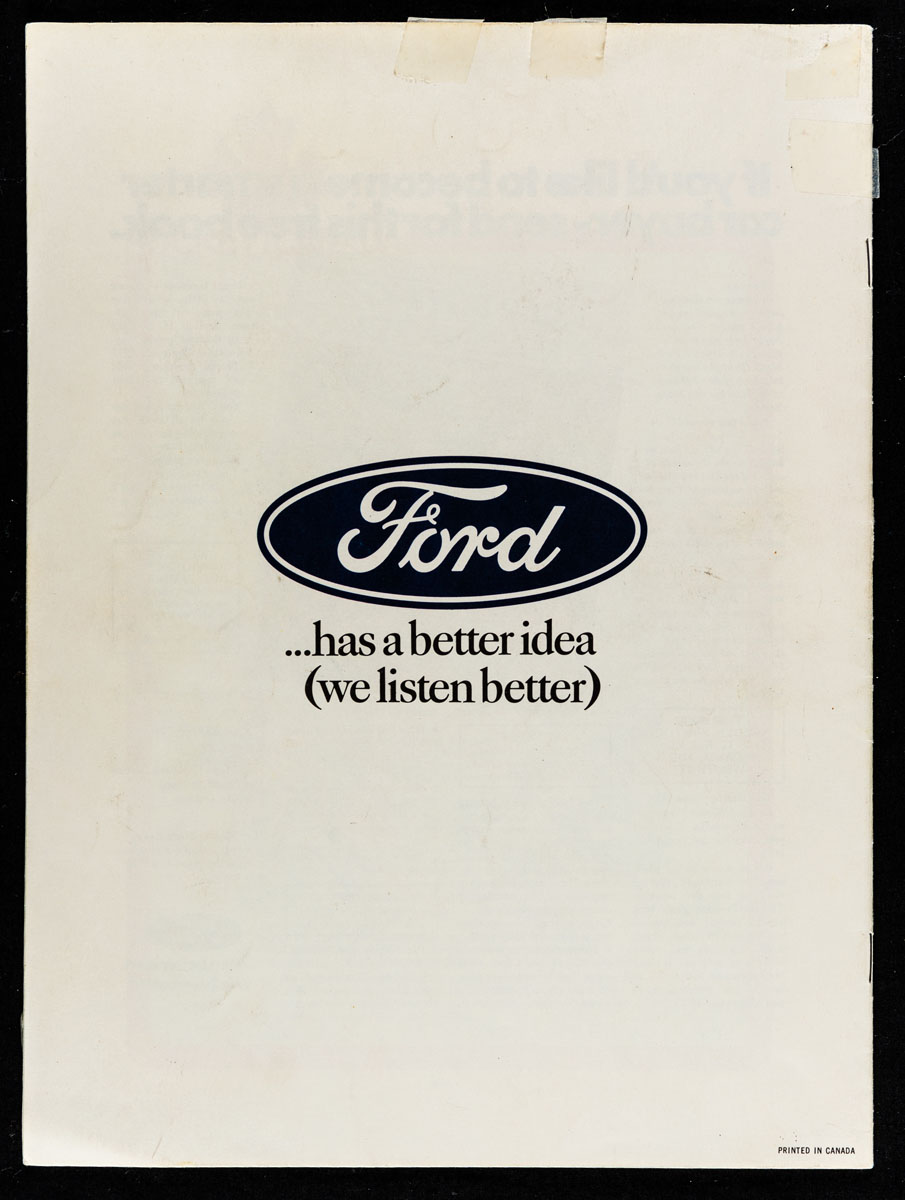 Ford
...has a better idea
(we listen better)
PRINTED IN CANADA